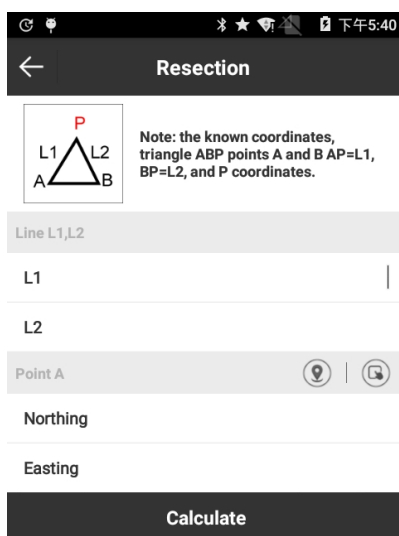 下午5:40
Resection
P
L1 L2
A B
Note: the known coordinates,
triangle ABP points A and B AP=L1,
BP=L2, and P coordinates.
Line L1,L2
L1
L2
Point A
Northing
Easting
Calculate